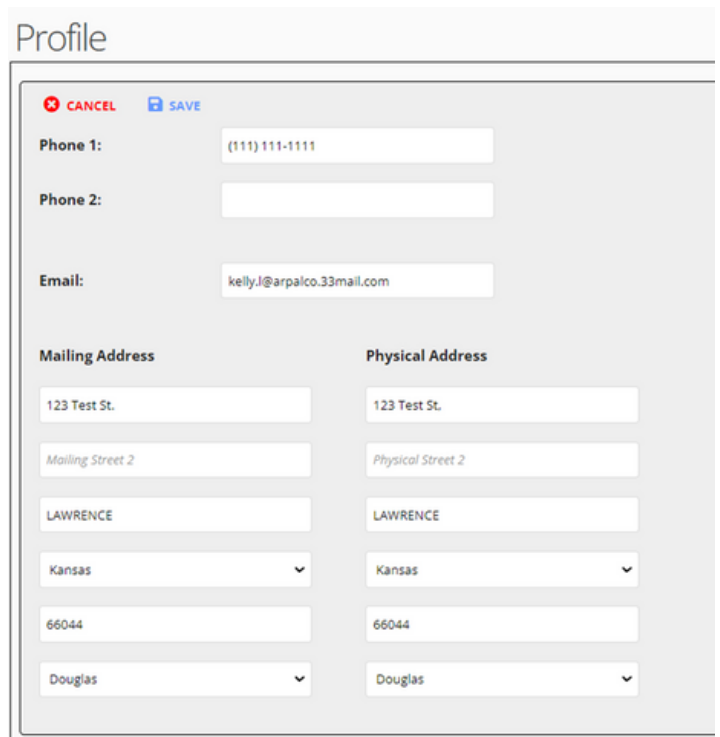 Profile
CANCEL SAVE
Phone 1: (111) 111-1111
Phone 2:
Email: kelly.l@arpalco.33mail.com
Mailing Address Physical Address
123 Test St. 123 Test St.
Mailing Street 2 Physical Street 2
LAWRENCE LAWRENCE
Kansas Kansas
66044 66044
Douglas Douglas